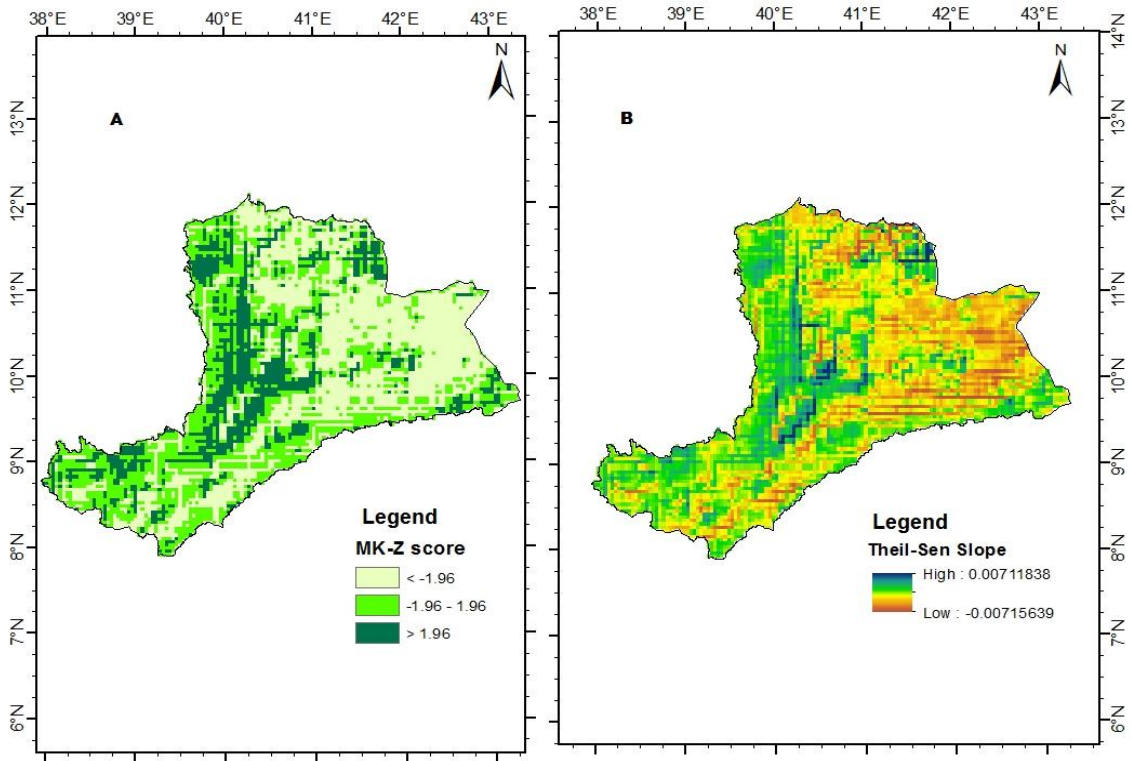 38°E 39°E 40°E 41°E 42°E 43°E
N
A
13°N
12°N
11°N
10°N
9°N
8°N
7°N
6°N
Legend
MK-Z score
< -1.96
-1.96 - 1.96
> 1.96
38°E 39°E 40°E 41°E 42°E 43°E
N
B
14°N
13°N
12°N
11°N
10°N
9°N
8°N
7°N
6°N
Legend
Theil-Sen Slope
High : 0.00711838
Low : -0.00715639